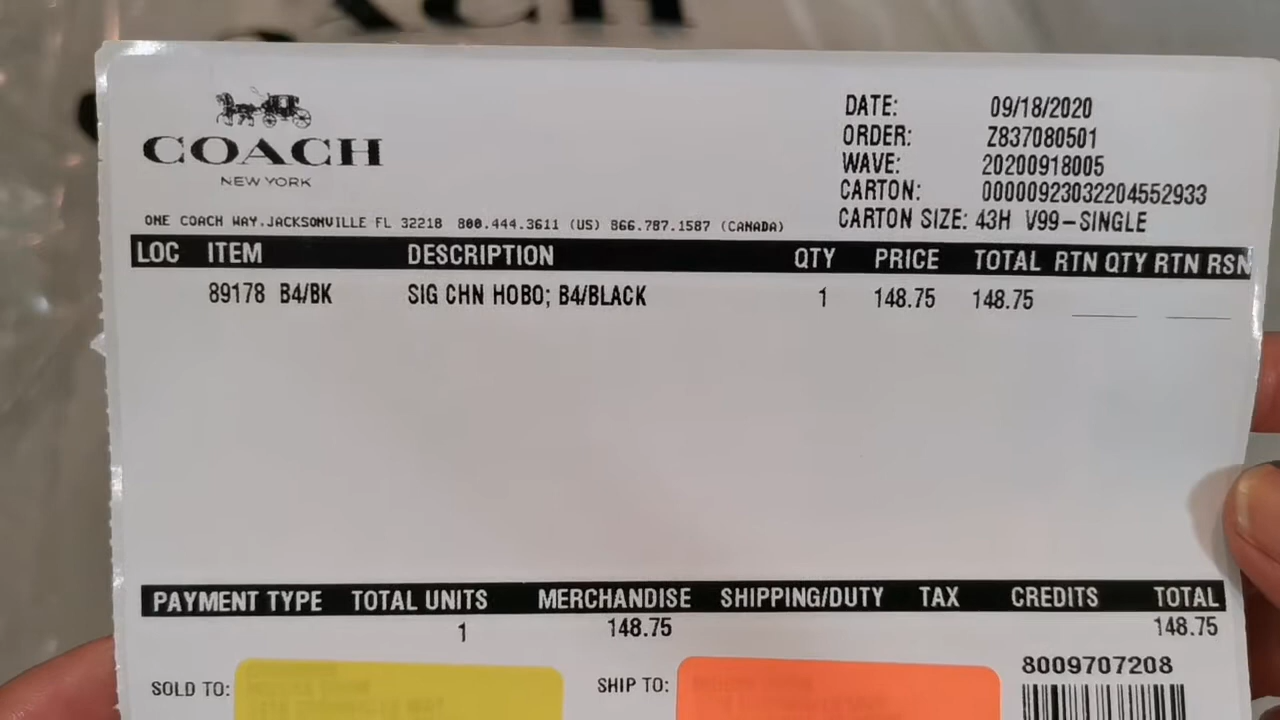 COACH
NEW YORK
DATE: 09/18/2020
ORDER: Z837080501
WAVE: 20200918005
CARTON: 00000923032204552933
CARTON SIZE: 43H V99-SINGLE
ONE COACH WAY.JACKSONVILLE FL 32218 800.444.3611 (US) 866.787.1587 (CANADA)
LOC ITEM DESCRIPTION QTY PRICE TOTAL RTN QTY RTN RSN
89178 B4/BK SIG CHN HOBO; B4/BLACK 1 148.75 148.75
PAYMENT TYPE TOTAL UNITS MERCHANDISE SHIPPING/DUTY TAX CREDITS TOTAL
1 148.75 148.75
SOLD TO: SHIP TO: 8009707208